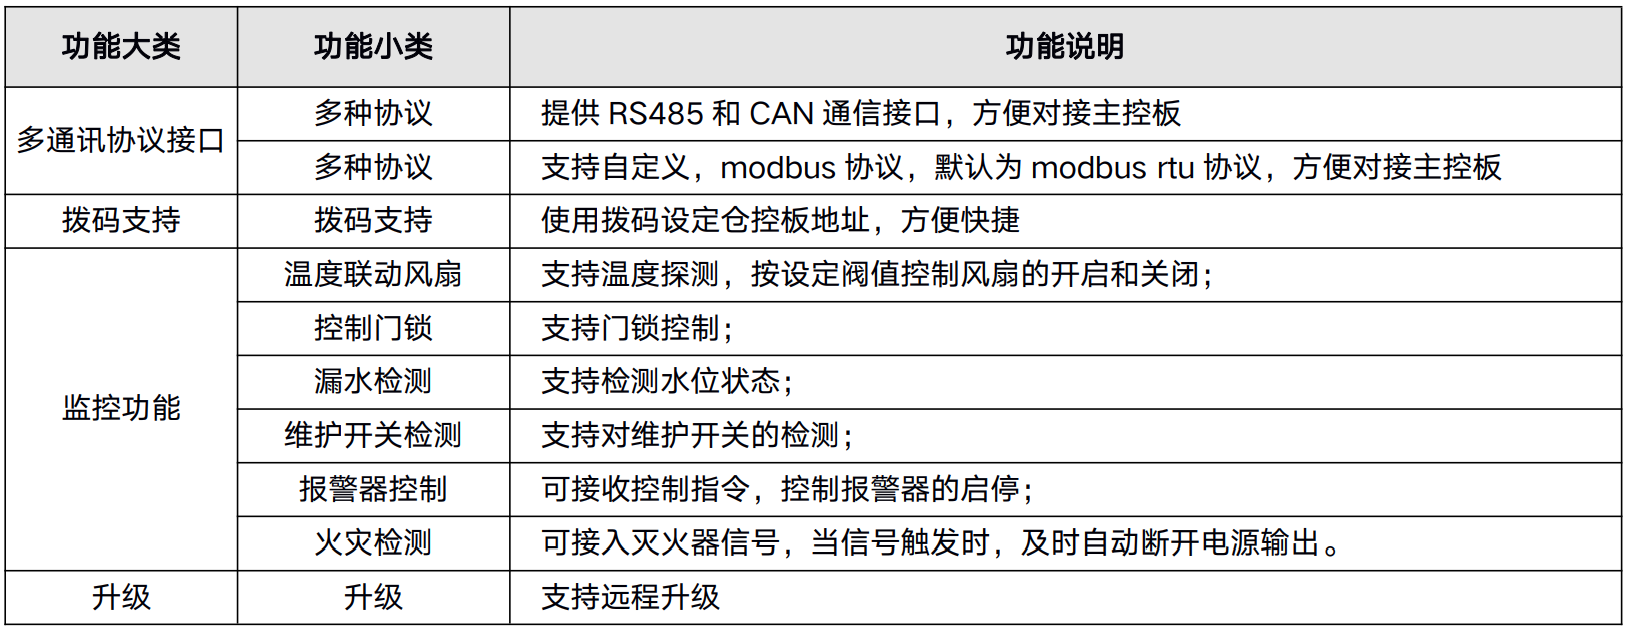 功能大类 功能小类 功能说明
多通讯协议接口 多种协议 提供 RS485 和 CAN 通信接口，方便对接主控板
多种协议 支持自定义，modbus 协议，默认为 modbus rtu 协议，方便对接主控板
拨码支持 拨码支持 使用拨码设定仓控板地址，方便快捷
监控功能 温度联动风扇 支持温度探测，按设定阀值控制风扇的开启和关闭；
控制门锁 支持门锁控制；
漏水检测 支持检测水位状态；
维护开关检测 支持对维护开关的检测；
报警器控制 可接收控制指令，控制报警器的启停；
火灾检测 可接入灭火器信号，当信号触发时，及时自动断开电源输出。
升级 升级 支持远程升级